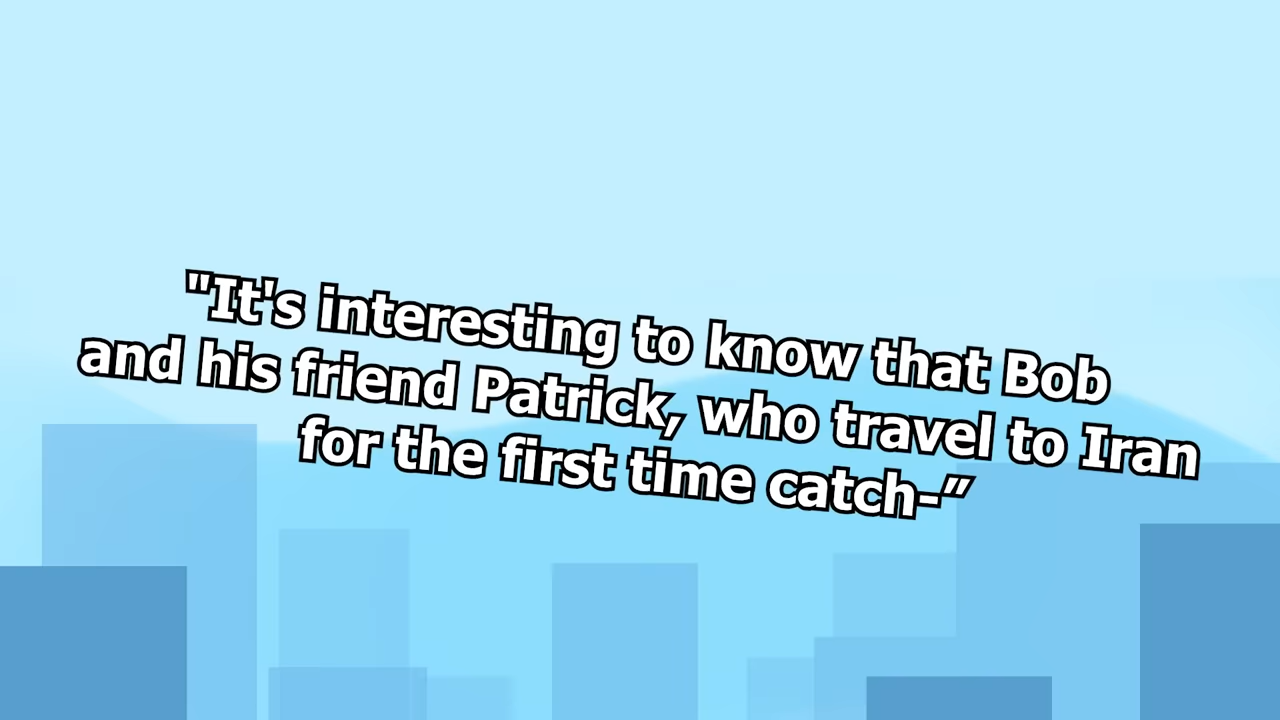 "It's interesting to know that Bob
and his friend Patrick, who travel to Iran
for the first time catch-”